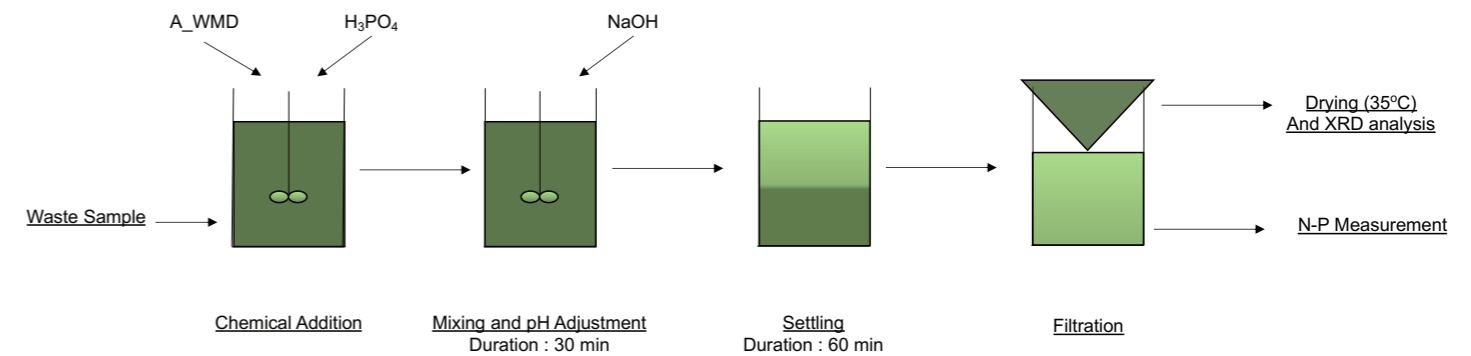 A_WMD
H₃PO₄
NaOH
Drying (35ºC)
And XRD analysis
Waste Sample
N-P Measurement
Chemical Addition
Mixing and pH Adjustment
Duration : 30 min
Settling
Duration : 60 min
Filtration